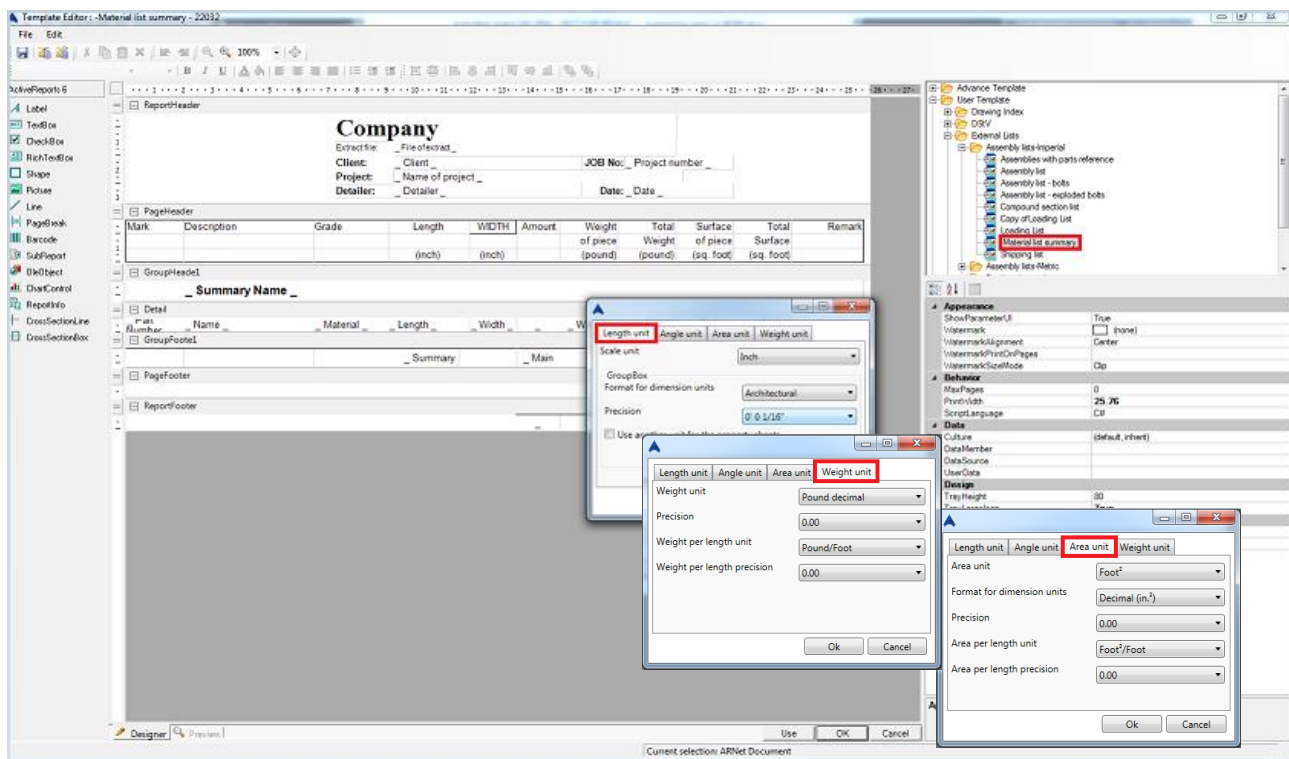 Template Editor : -Material list summary - 22032
File Edit
100%
B I U
ActiveReports 6
Label
TextBox
CheckBox
RichTextBox
Shape
Picture
Line
PageBreak
Barcode
SubReport
OleObject
ChartControl
ReportInfo
CrossSectionLine
CrossSectionBox
ReportHeader
Company
Extract file: _File of extract_
Client: _Client_ JOB No: _Project number_
Project: _Name of project_
Detailer: _Detailer_ Date: _Date_
PageHeader
Mark Description Grade Length WIDTH Amount Weight Total Surface Total Remark
of piece Weight of piece Surface
(inch) (inch) (pound) (pound) (sq. foot) (sq. foot)
GroupHeade1
_ Summary Name _
Detail
Number _Name_ _Material_ _Length_ _Width_
GroupFoote1
_Summary _Main
PageFooter
ReportFooter
Designer Preview
Use OK Cancel
Current selection: ARNet Document
Advance Template
User Template
Drawing Index
DStV
External Lists
Assembly lists-Imperial
Assemblies with parts reference
Assembly list
Assembly list - bolts
Assembly list - exploded bolts
Compound section list
Copy of Loading List
Loading List
Material list summary
Shipping list
Assembly lists-Metric
Appearance
ShowParameterUI True
Watermark (none)
WatermarkAlignment Center
WatermarkPrintOnPages
WatermarkSizeMode Clip
Behavior
MaxPages 0
PrintWidth 25.76
ScriptLanguage C#
Data
Culture (default, inherit)
DataMember
DataSource
UserData
Design
TrayHeight 80
Length unit Angle unit Area unit Weight unit
Scale unit Inch
GroupBox
Format for dimension units Architectural
Precision 0' 0 1/16"
Length unit Angle unit Area unit Weight unit
Weight unit Pound decimal
Precision 0.00
Weight per length unit Pound/Foot
Weight per length precision 0.00
Ok Cancel
Length unit Angle unit Area unit Weight unit
Area unit Foot²
Format for dimension units Decimal (in.²)
Precision 0.00
Area per length unit Foot²/Foot
Area per length precision 0.00
Ok Cancel